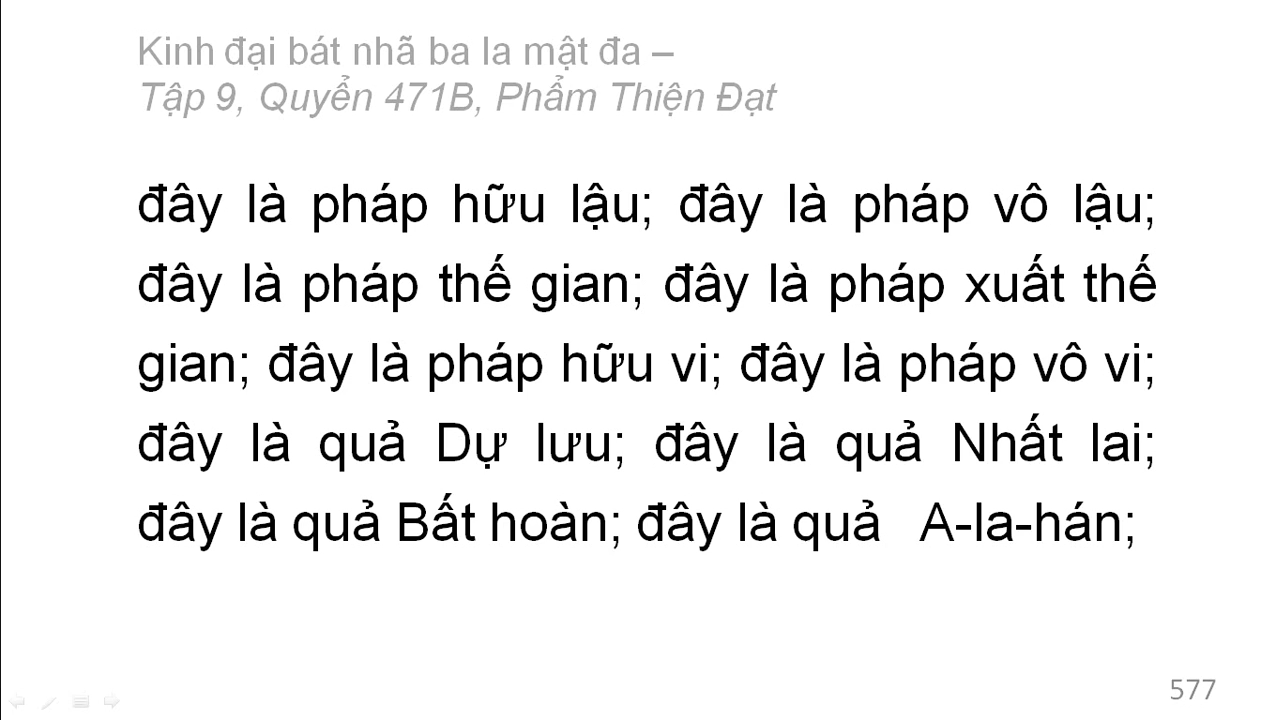 Kinh đại bát nhã ba la mật đa –
Tập 9, Quyển 471B, Phẩm Thiện Đạt
đây là pháp hữu lậu; đây là pháp vô lậu;
đây là pháp thế gian; đây là pháp xuất thế
gian; đây là pháp hữu vi; đây là pháp vô vi;
đây là quả Dự lưu; đây là quả Nhất lai;
đây là quả Bất hoàn; đây là quả A-la-hán;
577